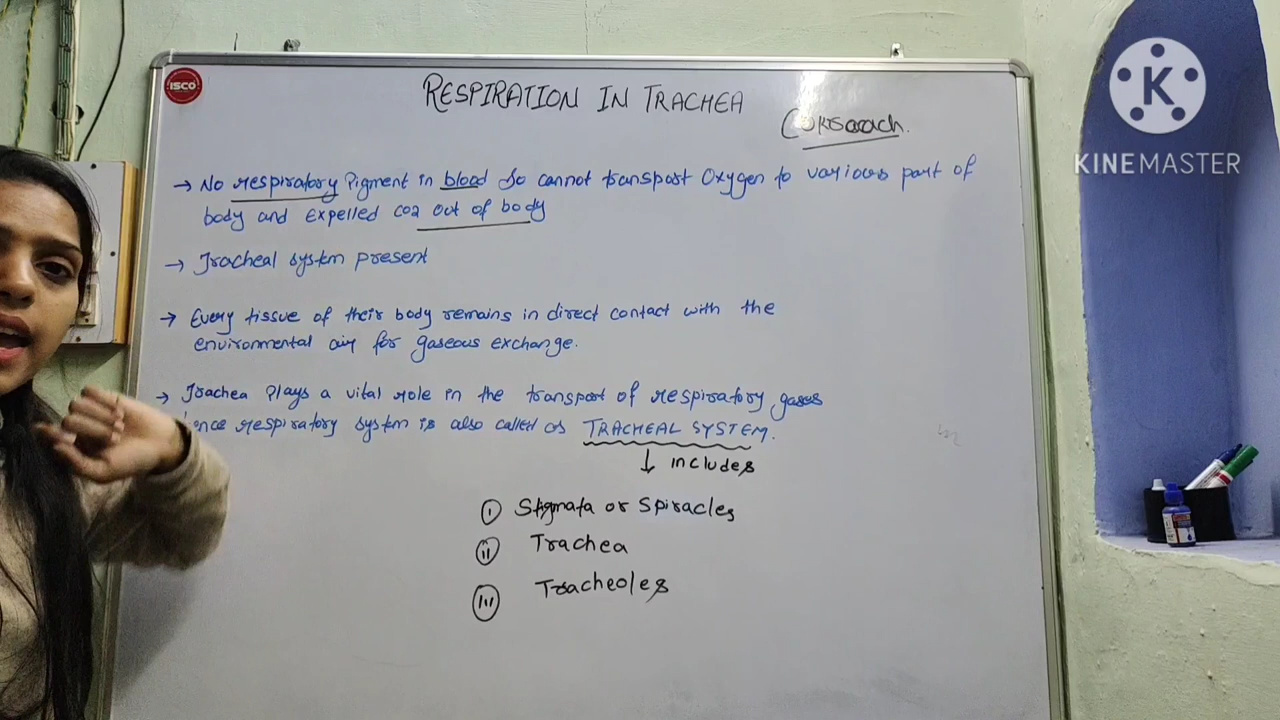 ISCO
RESPIRATION IN TRACHEA
K
KINEMASTER
→ No respiratory Pigment in blood So cannot transport Oxygen to various part of
body and expelled co2 out of body
→ Tracheal system present
→ Every tissue of their body remains in direct contact with the
environmental air for gaseous exchange.
→ Trachea Plays a vital role in the transport of respiratory gases
respiratory system is also called as TRACHEAL SYSTEM.
↓ includes
i Stigmata or Spiracles
ii Trachea
iii Tracheoles